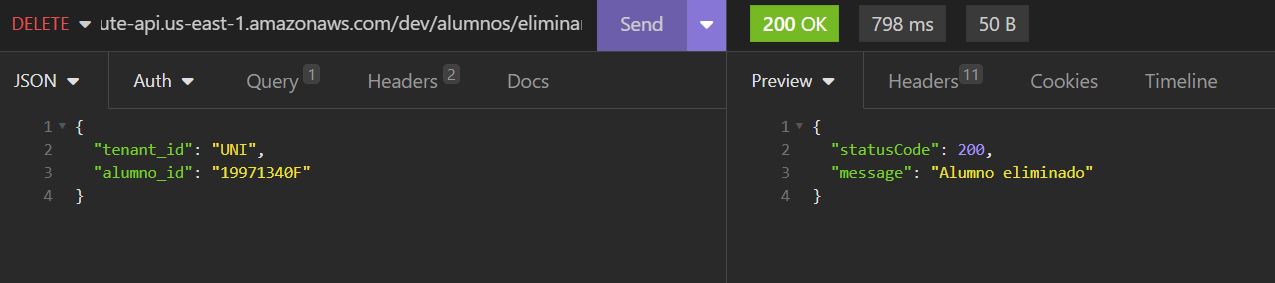 DELETE ute-api.us-east-1.amazonaws.com/dev/alumnos/elimina Send 200 OK 798 ms 50 B
JSON Auth Query 1 Headers 2 Docs Preview Headers 11 Cookies Timeline
1 {
2 "tenant_id": "UNI",
3 "alumno_id": "19971340F"
4 }
1 {
2 "statusCode": 200,
3 "message": "Alumno eliminado"
4 }